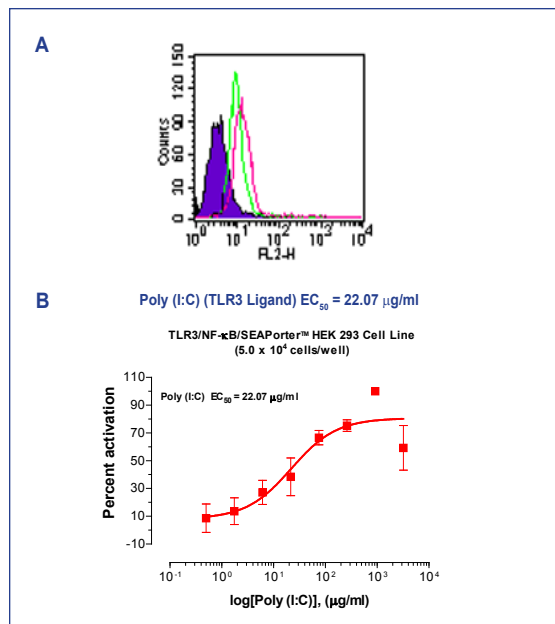 A
150
120
90
60
30
0
Counts
10⁰ 10¹ 10² 10³ 10⁴
FL2-H
B
Poly (I:C) (TLR3 Ligand) EC₅₀ = 22.07 μg/ml
TLR3/NF-κB/SEAPorter™ HEK 293 Cell Line
(5.0 x 10⁴ cells/well)
Poly (I:C) EC₅₀ = 22.07 μg/ml
110
90
70
50
30
10
-10
Percent activation
10⁻¹ 10⁰ 10¹ 10² 10³ 10⁴
log[Poly (I:C)], (μg/ml)